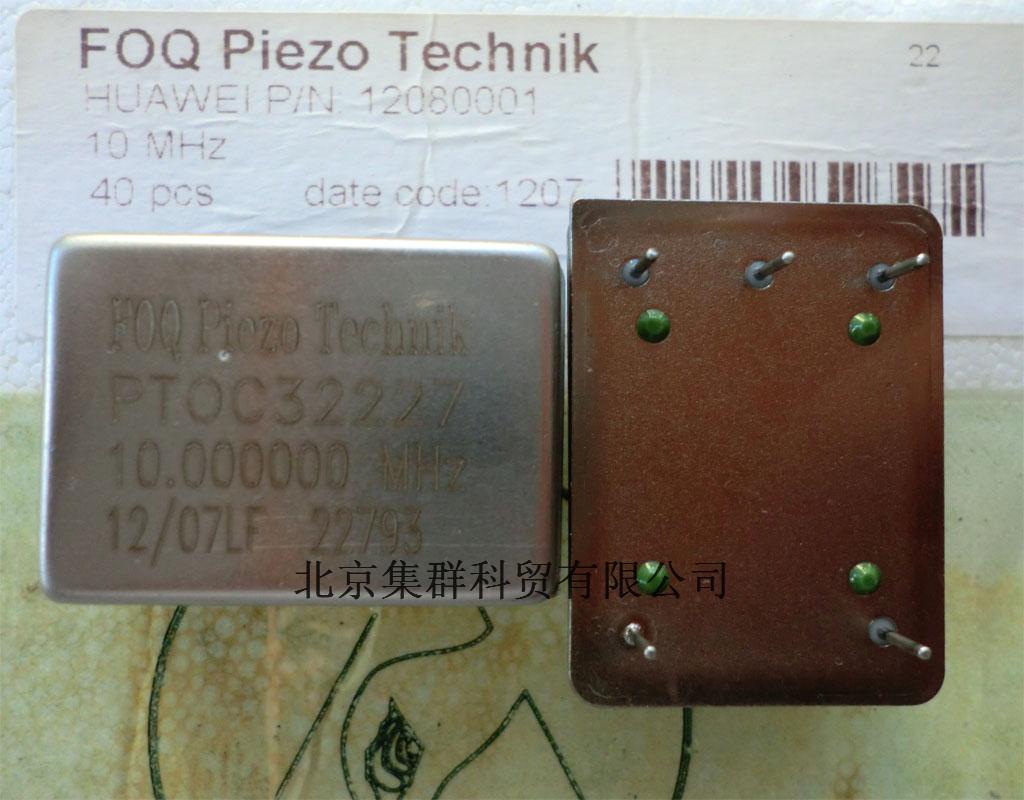 FOQ Piezo Technik
22
HUAWEI P/N: 12080001
10 MHz
40 pcs date code:1207
FOQ Piezo Technik
PTOC32227
10.000000 MHz
12/07LF 22793
北京集群科贸有限公司